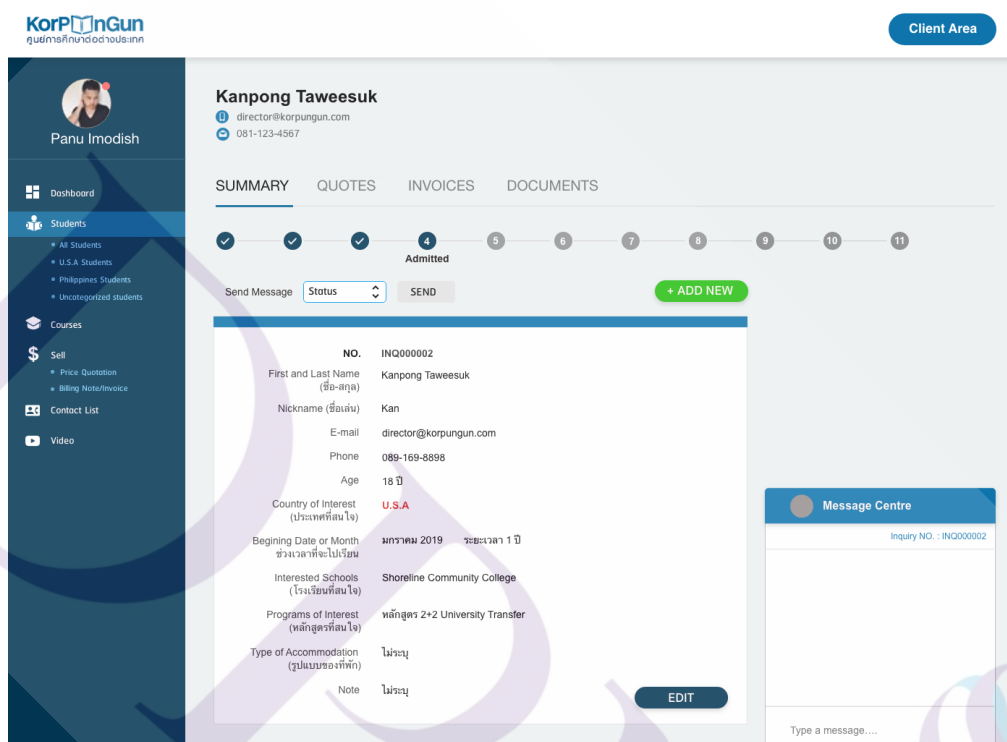 KorPUnGun
ศูนย์การศึกษาต่อต่างประเทศ
Client Area
Panu Imodish
Dashboard
Students
All Students
U.S.A Students
Philippines Students
Uncategorized students
Courses
$ Sell
Price Quotation
Billing Note/Invoice
Contact List
Video
Kanpong Taweesuk
director@korpungun.com
081-123-4567
SUMMARY QUOTES INVOICES DOCUMENTS
4 5 6 7 8 9 10 11
Admitted
Send Message Status SEND + ADD NEW
NO. INQ000002
First and Last Name Kanpong Taweesuk
(ชื่อ-สกุล)
Nickname (ชื่อเล่น) Kan
E-mail director@korpungun.com
Phone 089-169-8898
Age 18 ปี
Country of Interest U.S.A
(ประเทศที่สนใจ)
Begining Date or Month มกราคม 2019 ระยะเวลา 1 ปี
ช่วงเวลาที่จะไปเรียน
Interested Schools Shoreline Community College
(โรงเรียนที่สนใจ)
Programs of Interest หลักสูตร 2+2 University Transfer
(หลักสูตรที่สนใจ)
Type of Accommodation ไม่ระบุ
(รูปแบบของที่พัก)
Note ไม่ระบุ
EDIT
Message Centre
Inquiry NO. : INQ000002
Type a message....